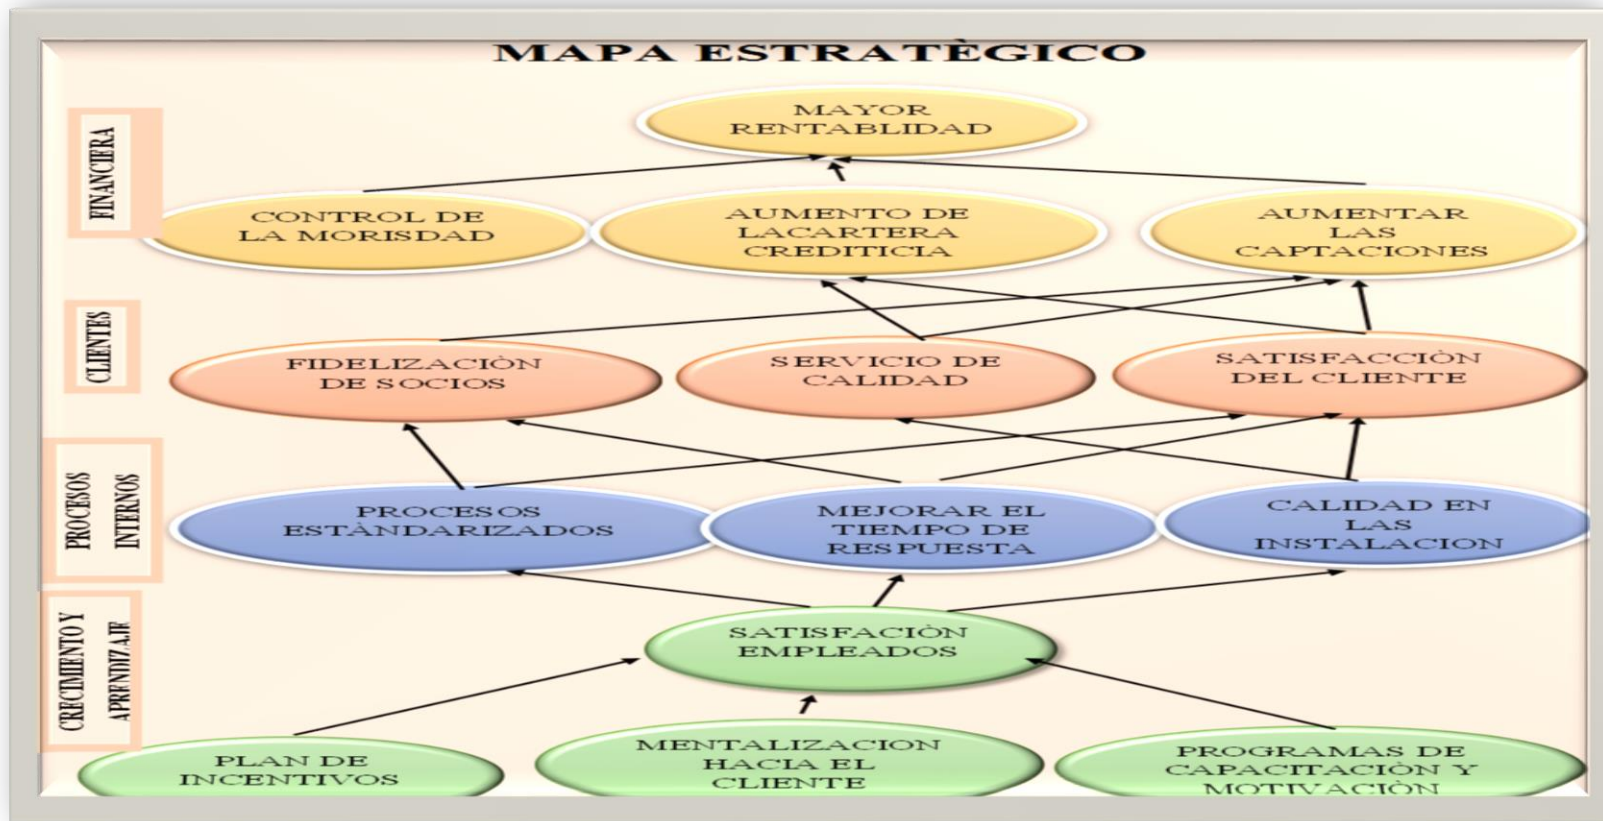 MAPA ESTRATÈGICO
FINANCIERA
MAYOR
RENTABLIDAD
CONTROL DE
LA MORISDAD
AUMENTO DE
LACARTERA
CREDITICIA
AUMENTAR
LAS
CAPTACIONES
CLIENTES
FIDELIZACIÒN
DE SOCIOS
SERVICIO DE
CALIDAD
SATISFACCIÒN
DEL CLIENTE
PROCESOS
INTERNOS
PROCESOS
ESTÀNDARIZADOS
MEJORAR EL
TIEMPO DE
RESPUESTA
CALIDAD EN
LAS
INSTALACION
CRECIMIENTO Y
APRENDIZAJE
SATISFACIÒN
EMPLEADOS
PLAN DE
INCENTIVOS
MENTALIZACION
HACIA EL
CLIENTE
PROGRAMAS DE
CAPACITACIÒN Y
MOTIVACIÒN